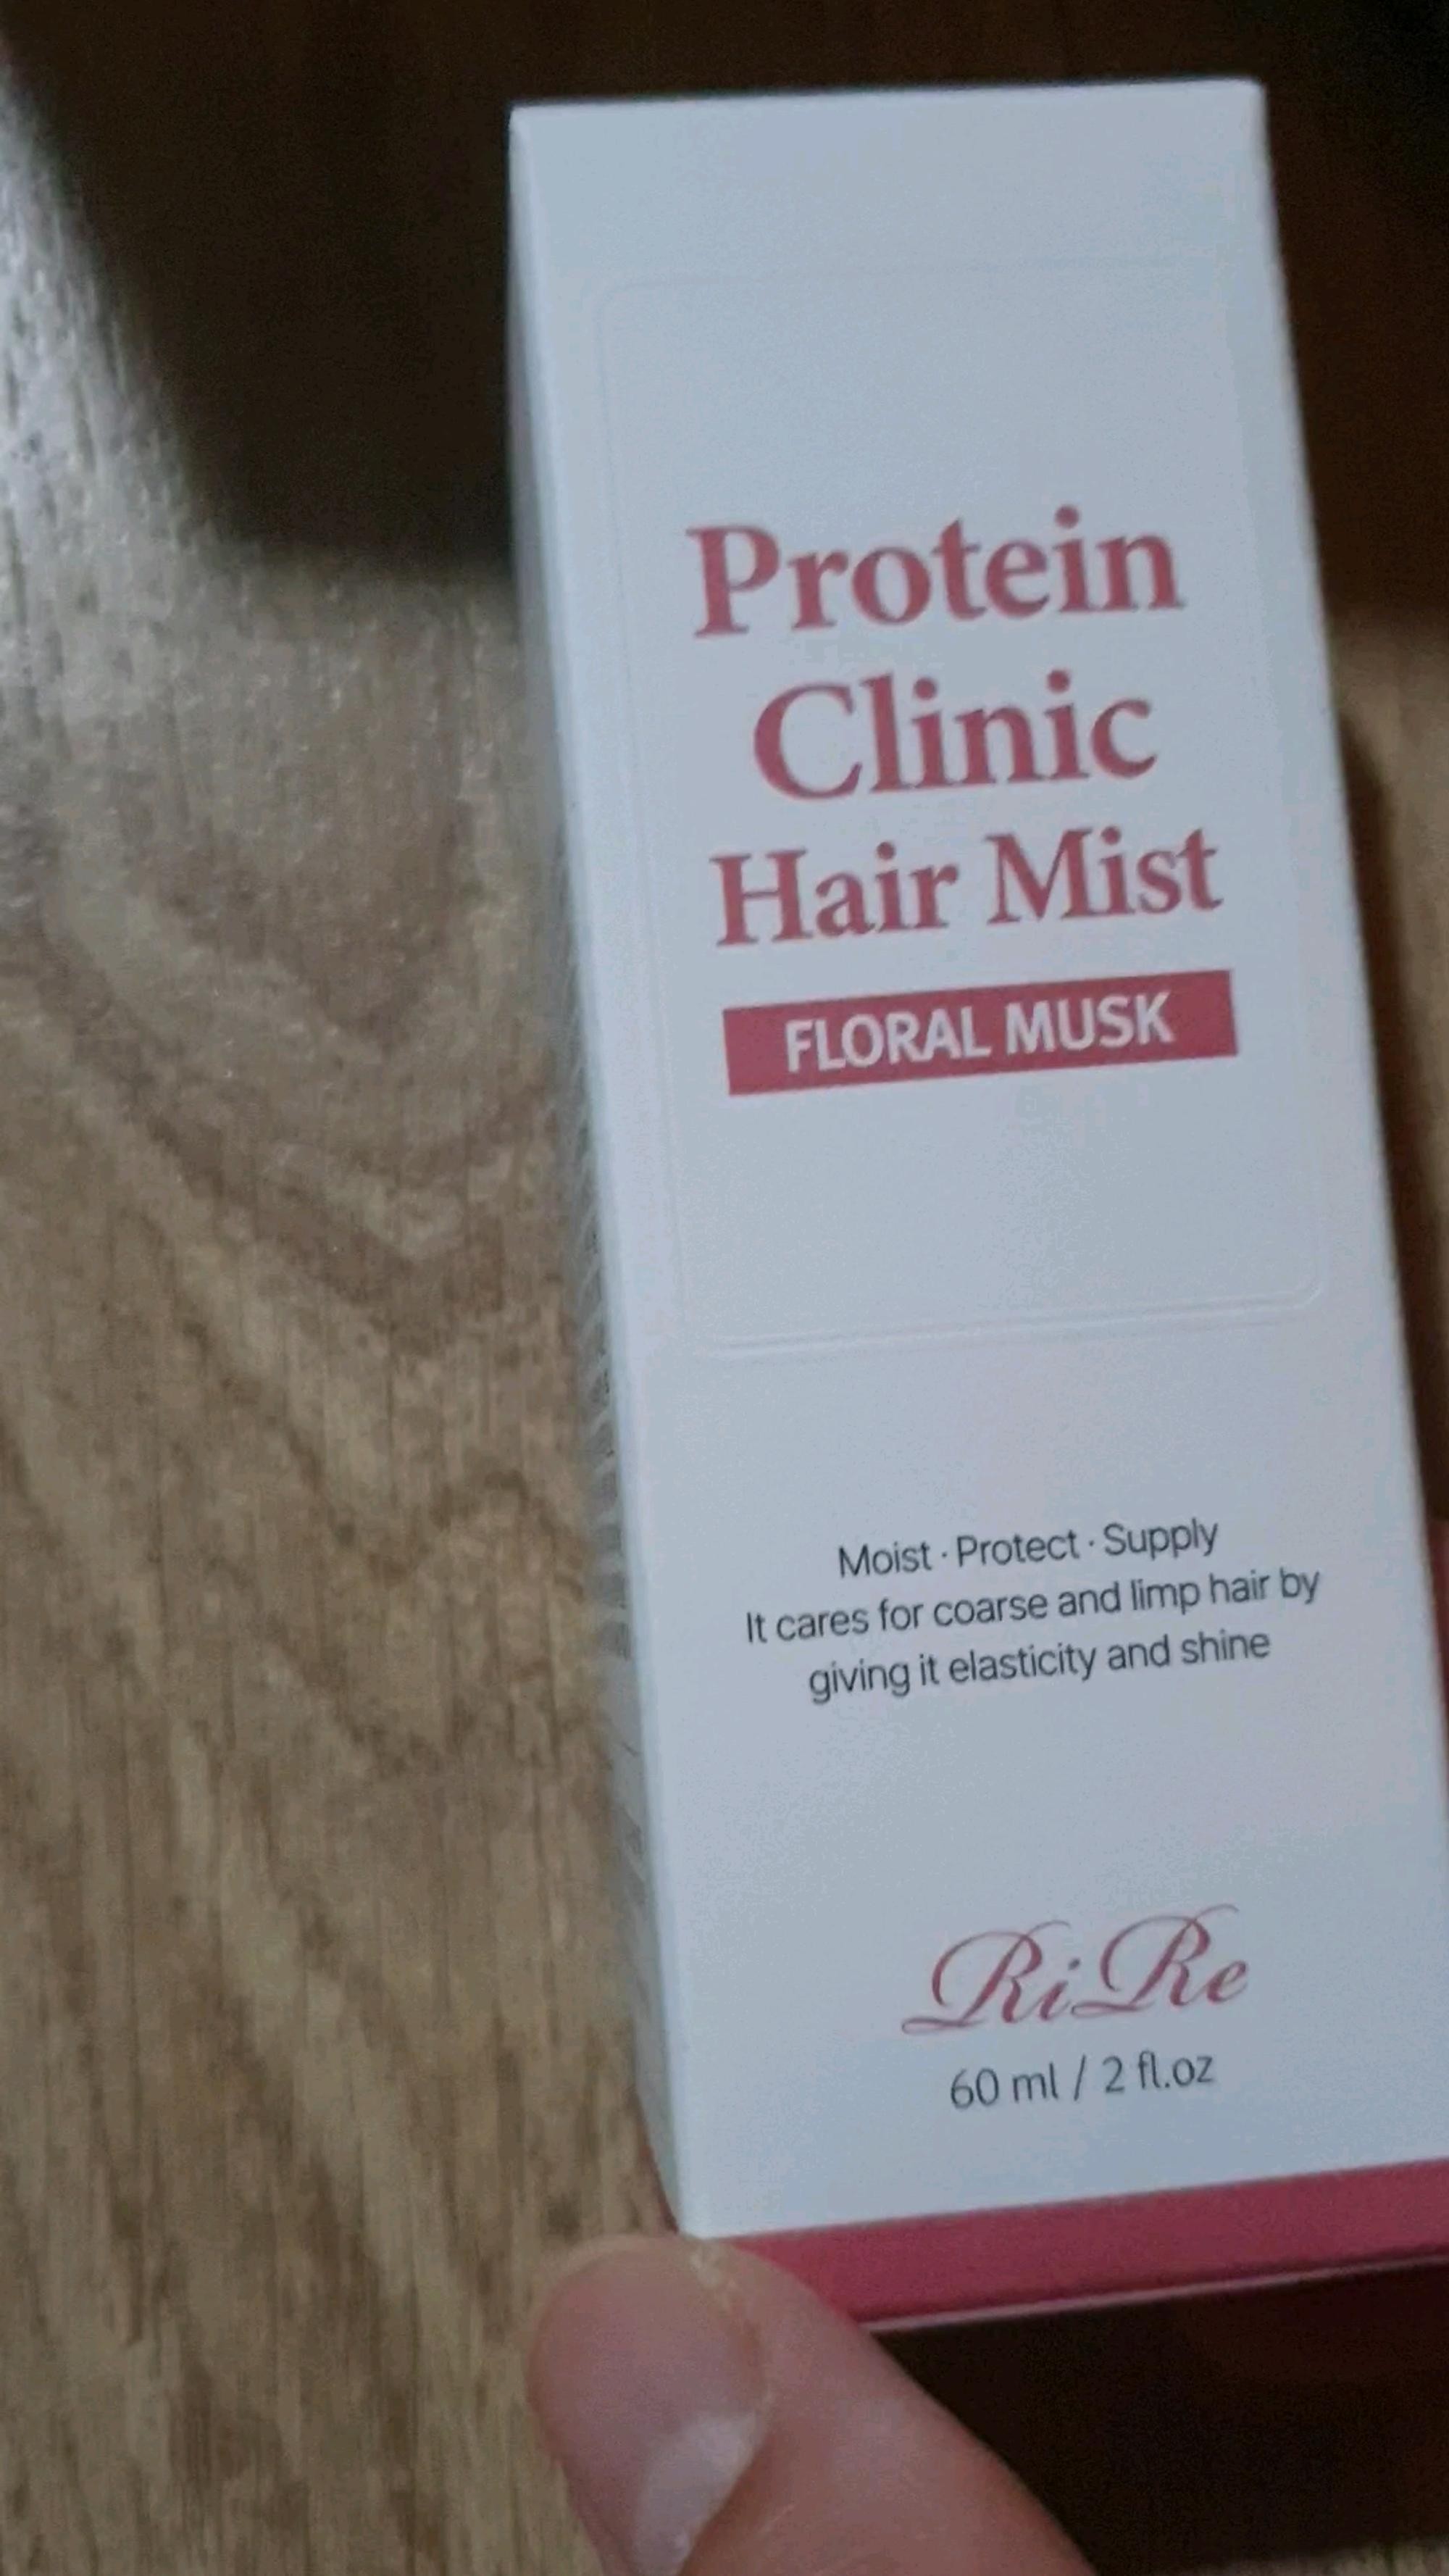 Protein
Clinic
Hair Mist
FLORAL MUSK
Moist · Protect · Supply
It cares for coarse and limp hair by
giving it elasticity and shine
RiRe
60 ml / 2 fl.oz